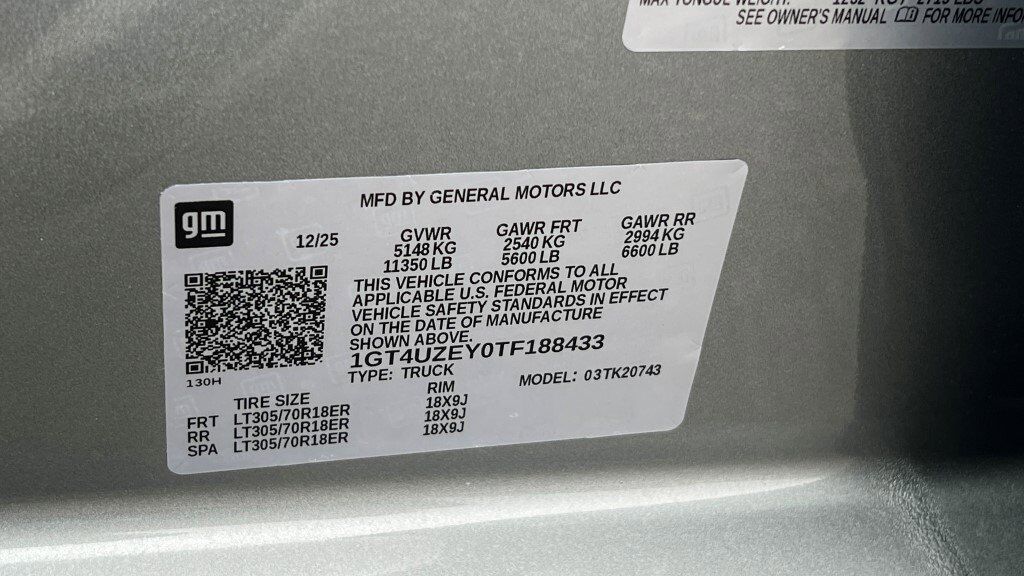 SEE OWNER'S MANUAL FOR MORE
MFD BY GENERAL MOTORS LLC
gm
12/25
GVWR GAWR FRT GAWR RR
5148 KG 2540 KG 2994 KG
11350 LB 5600 LB 6600 LB
THIS VEHICLE CONFORMS TO ALL
APPLICABLE U.S. FEDERAL MOTOR
VEHICLE SAFETY STANDARDS IN EFFECT
ON THE DATE OF MANUFACTURE
SHOWN ABOVE.
1GT4UZEY0TF188433
TYPE: TRUCK MODEL: 03TK20743
130H
TIRE SIZE RIM
FRT LT305/70R18ER 18X9J
RR LT305/70R18ER 18X9J
SPA LT305/70R18ER 18X9J